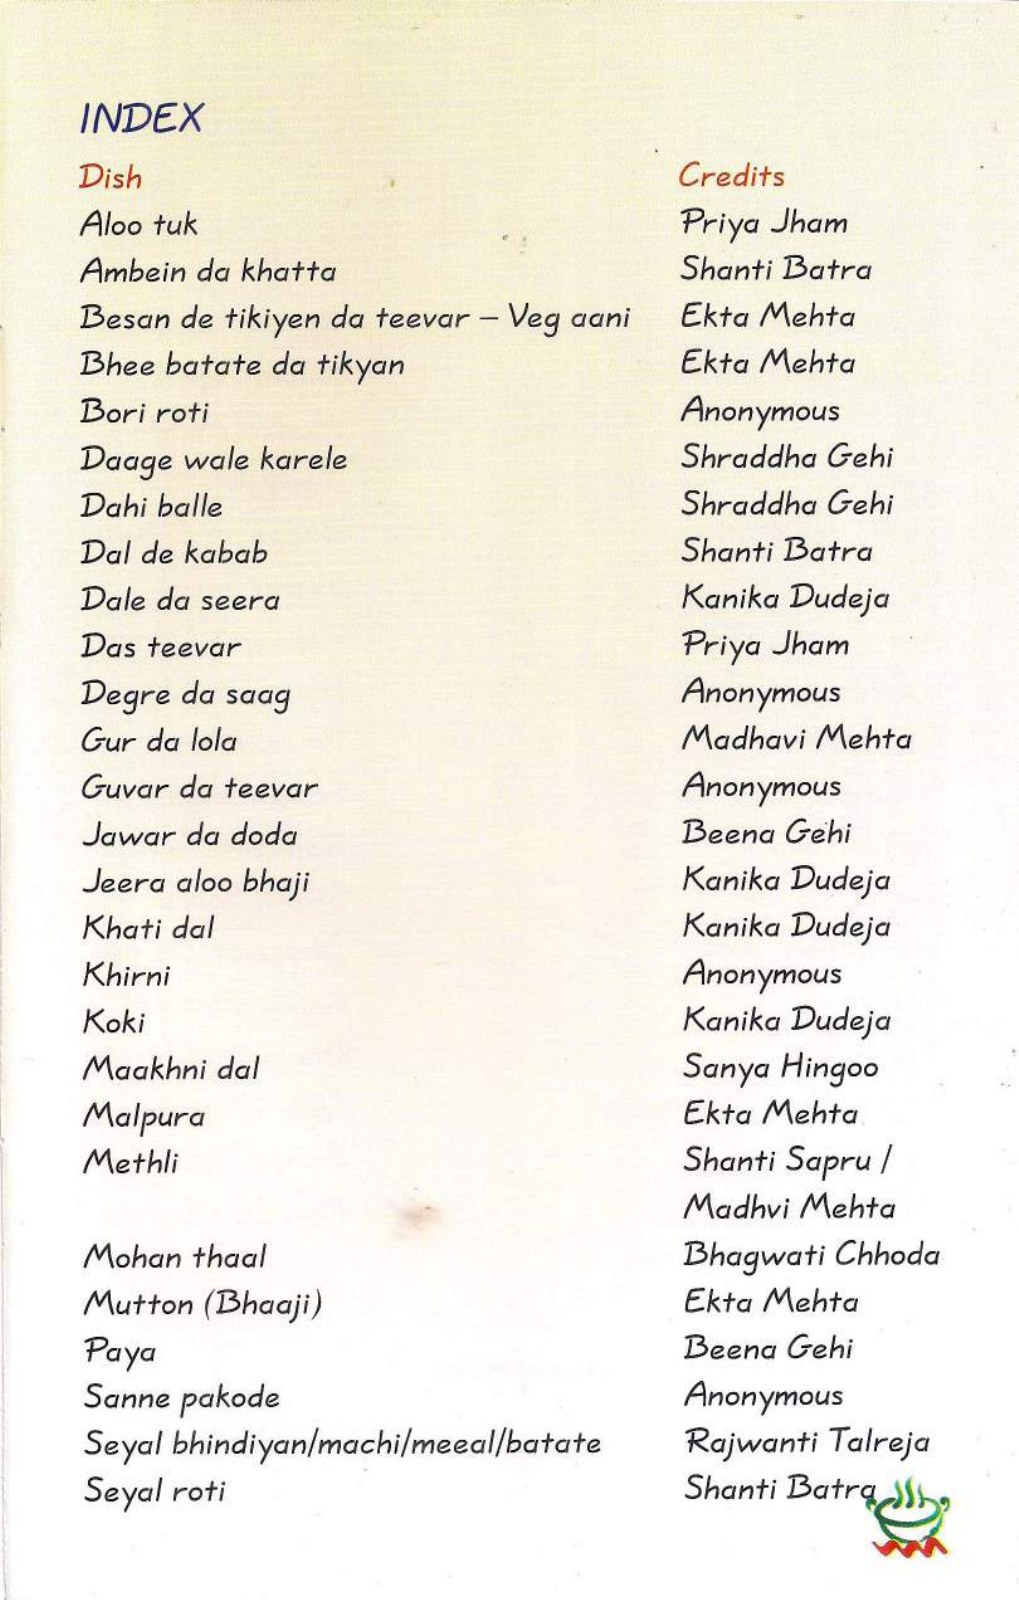 INDEX
Dish Credits
Aloo tuk Priya Jham
Ambein da khatta Shanti Batra
Besan de tikiyen da teevar – Veg aani Ekta Mehta
Bhee batate da tikyan Ekta Mehta
Bori roti Anonymous
Daage wale karele Shraddha Gehi
Dahi balle Shraddha Gehi
Dal de kabab Shanti Batra
Dale da seera Kanika Dudeja
Das teevar Priya Jham
Degre da saag Anonymous
Gur da lola Madhavi Mehta
Guvar da teevar Anonymous
Jawar da doda Beena Gehi
Jeera aloo bhaji Kanika Dudeja
Khati dal Kanika Dudeja
Khirni Anonymous
Koki Kanika Dudeja
Maakhni dal Sanya Hingoo
Malpura Ekta Mehta
Methli Shanti Sapru /
Madhvi Mehta
Mohan thaal Bhagwati Chhoda
Mutton (Bhaaji) Ekta Mehta
Paya Beena Gehi
Sanne pakode Anonymous
Seyal bhindiyan/machi/meeal/batate Rajwanti Talreja
Seyal roti Shanti Batra